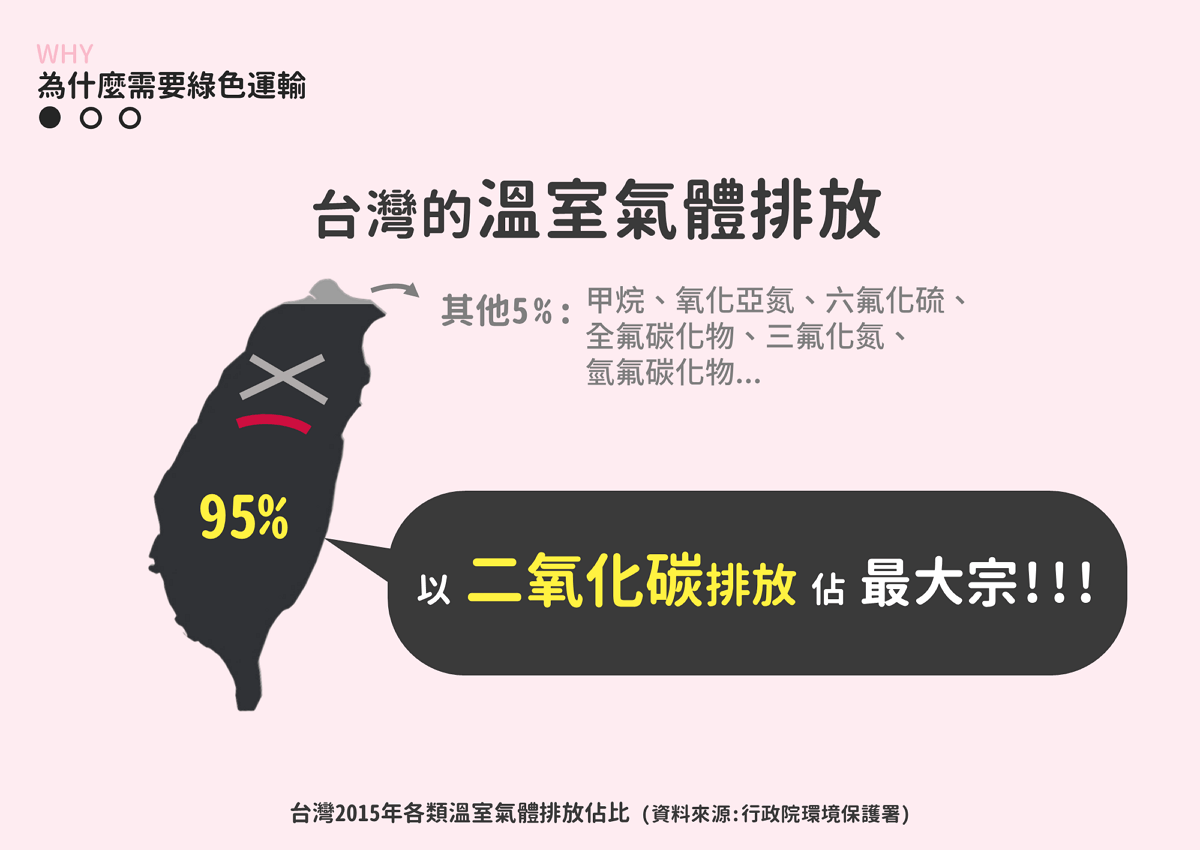 WHY
為什麼需要綠色運輸
台灣的溫室氣體排放
其他5%:
甲烷、氧化亞氮、六氟化硫、
全氟碳化物、三氟化氮、
氫氟碳化物...
95%
以 二氧化碳排放 佔 最大宗!!!
台灣2015年各類溫室氣體排放佔比 (資料來源:行政院環境保護署)